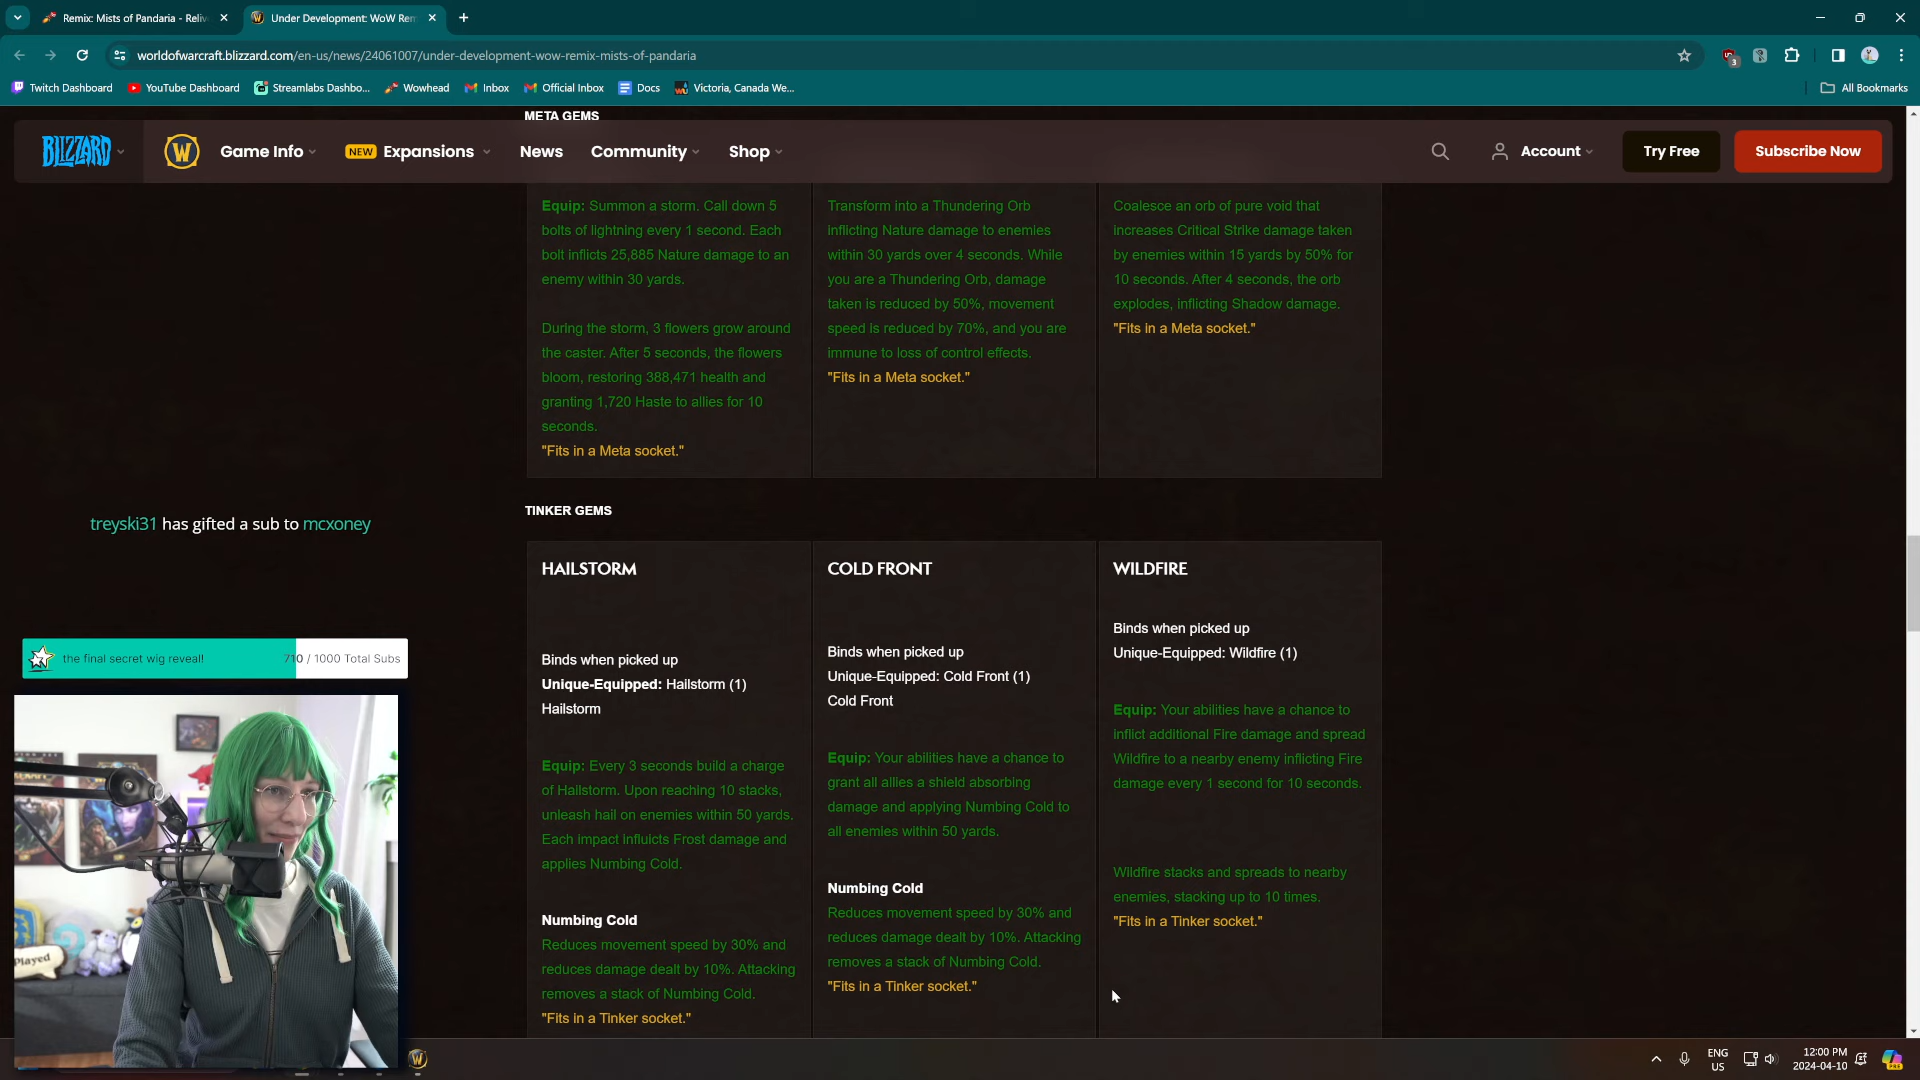 Remix: Mists of Pandaria - Reliv
Under Development: WoW Rem
worldofwarcraft.blizzard.com/en-us/news/24061007/under-development-wow-remix-mists-of-pandaria
3
Twitch Dashboard
YouTube Dashboard
Streamlabs Dashbo...
Wowhead
Inbox
Official Inbox
Docs
Victoria, Canada We...
All Bookmarks
META GEMS
BLIZZARD
W
Game Info
NEW
Expansions
News
Community
Shop
Account
Try Free
Subscribe Now
Equip: Summon a storm. Call down 5
bolts of lightning every 1 second. Each
bolt inflicts 25,885 Nature damage to an
enemy within 30 yards.
During the storm, 3 flowers grow around
the caster. After 5 seconds, the flowers
bloom, restoring 388,471 health and
granting 1,720 Haste to allies for 10
seconds.
"Fits in a Meta socket."
Transform into a Thundering Orb
inflicting Nature damage to enemies
within 30 yards over 4 seconds. While
you are a Thundering Orb, damage
taken is reduced by 50%, movement
speed is reduced by 70%, and you are
immune to loss of control effects.
"Fits in a Meta socket."
Coalesce an orb of pure void that
increases Critical Strike damage taken
by enemies within 15 yards by 50% for
10 seconds. After 4 seconds, the orb
explodes, inflicting Shadow damage.
"Fits in a Meta socket."
TINKER GEMS
HAILSTORM
Binds when picked up
Unique-Equipped: Hailstorm (1)
Hailstorm
Equip: Every 3 seconds build a charge
of Hailstorm. Upon reaching 10 stacks,
unleash hail on enemies within 50 yards.
Each impact influicts Frost damage and
applies Numbing Cold.
Numbing Cold
Reduces movement speed by 30% and
reduces damage dealt by 10%. Attacking
removes a stack of Numbing Cold.
"Fits in a Tinker socket."
COLD FRONT
Binds when picked up
Unique-Equipped: Cold Front (1)
Cold Front
Equip: Your abilities have a chance to
grant all allies a shield absorbing
damage and applying Numbing Cold to
all enemies within 50 yards.
Numbing Cold
Reduces movement speed by 30% and
reduces damage dealt by 10%. Attacking
removes a stack of Numbing Cold.
"Fits in a Tinker socket."
WILDFIRE
Binds when picked up
Unique-Equipped: Wildfire (1)
Equip: Your abilities have a chance to
inflict additional Fire damage and spread
Wildfire to a nearby enemy inflicting Fire
damage every 1 second for 10 seconds.
Wildfire stacks and spreads to nearby
enemies, stacking up to 10 times.
"Fits in a Tinker socket."
treyski31 has gifted a sub to mcxoney
the final secret wig reveal!
710 / 1000 Total Subs
Played
W
ENG
US
12:00 PM
2024-04-10
PRE